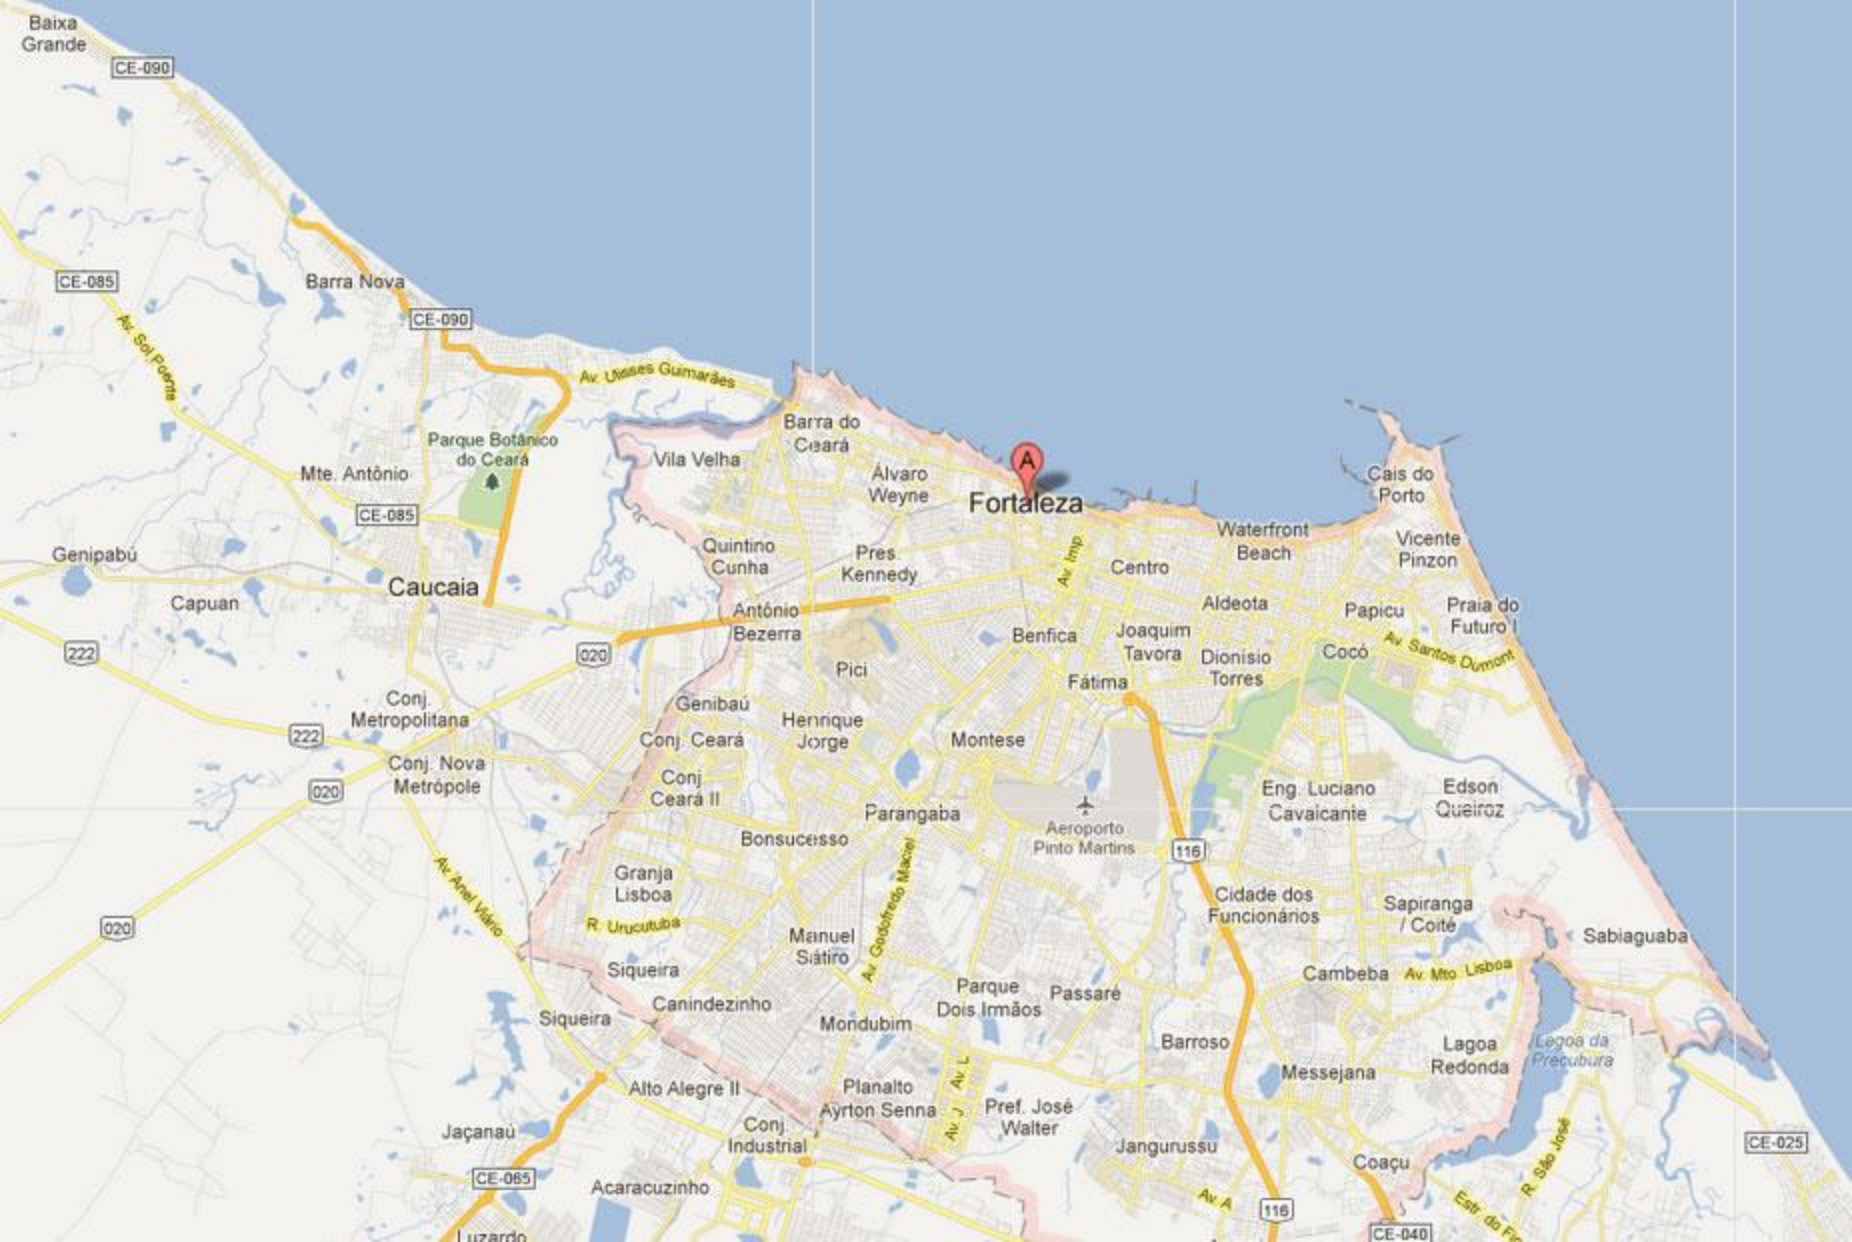 Baixa
Grande
CE-090
CE-085
Barra Nova
CE-090
Av. Sol Poente
Av. Ulisses Guimarães
Barra do
Ceará
Parque Botânico
do Ceará
Vila Velha
Mte. Antônio
Álvaro
Weyne
A
Fortaleza
Cais do
Porto
CE-085
Waterfront
Beach
Vicente
Pinzon
Genipabú
Quintino
Cunha
Pres.
Kennedy
Av. Imp
Centro
Caucaia
Capuan
Antônio
Bezerra
Aldeota
Papicu
Praia do
Futuro I
Benfica
Joaquim
Tavora
Av. Santos Dumont
222
020
Pici
Dionisio
Torres
Cocó
Fátima
Conj.
Metropolitana
Genibaú
Henrique
Jorge
222
Conj. Ceará
Montese
Conj. Nova
Metrópole
Conj
Ceará II
020
Eng. Luciano
Cavalcante
Edson
Queiroz
Parangaba
Bonsucesso
Aeroporto
Pinto Martins
116
Av. Anel Viário
Granja
Lisboa
Av. Godofredo Maciel
Cidade dos
Funcionários
Sapiranga
/ Coité
020
R. Urucutuba
Manuel
Sátiro
Sabiaguaba
Siqueira
Cambeba
Av. Mto. Lisboa
Canindezinho
Parque
Dois Irmãos
Passaré
Siqueira
Mondubim
Barroso
Lagoa
Redonda
Lagoa da
Precubura
Messejana
Alto Alegre II
Planalto
Ayrton Senna
Av. L
Av. J
Pref. José
Walter
Jaçanaú
Conj.
Industrial
Jangurussu
CE-025
Coaçu
R. São José
CE-065
Acaracuzinho
Av. A
116
Estr. do Fi
CE-040
Luzardo